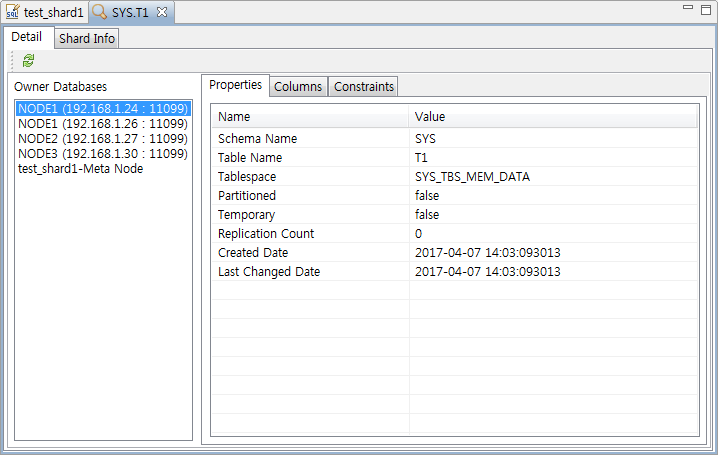 test_shard1 SYS.T1
Detail Shard Info
Owner Databases
NODE1 (192.168.1.24 : 11099)
NODE1 (192.168.1.26 : 11099)
NODE2 (192.168.1.27 : 11099)
NODE3 (192.168.1.30 : 11099)
test_shard1-Meta Node
Properties Columns Constraints
Name Value
Schema Name SYS
Table Name T1
Tablespace SYS_TBS_MEM_DATA
Partitioned false
Temporary false
Replication Count 0
Created Date 2017-04-07 14:03:093013
Last Changed Date 2017-04-07 14:03:093013